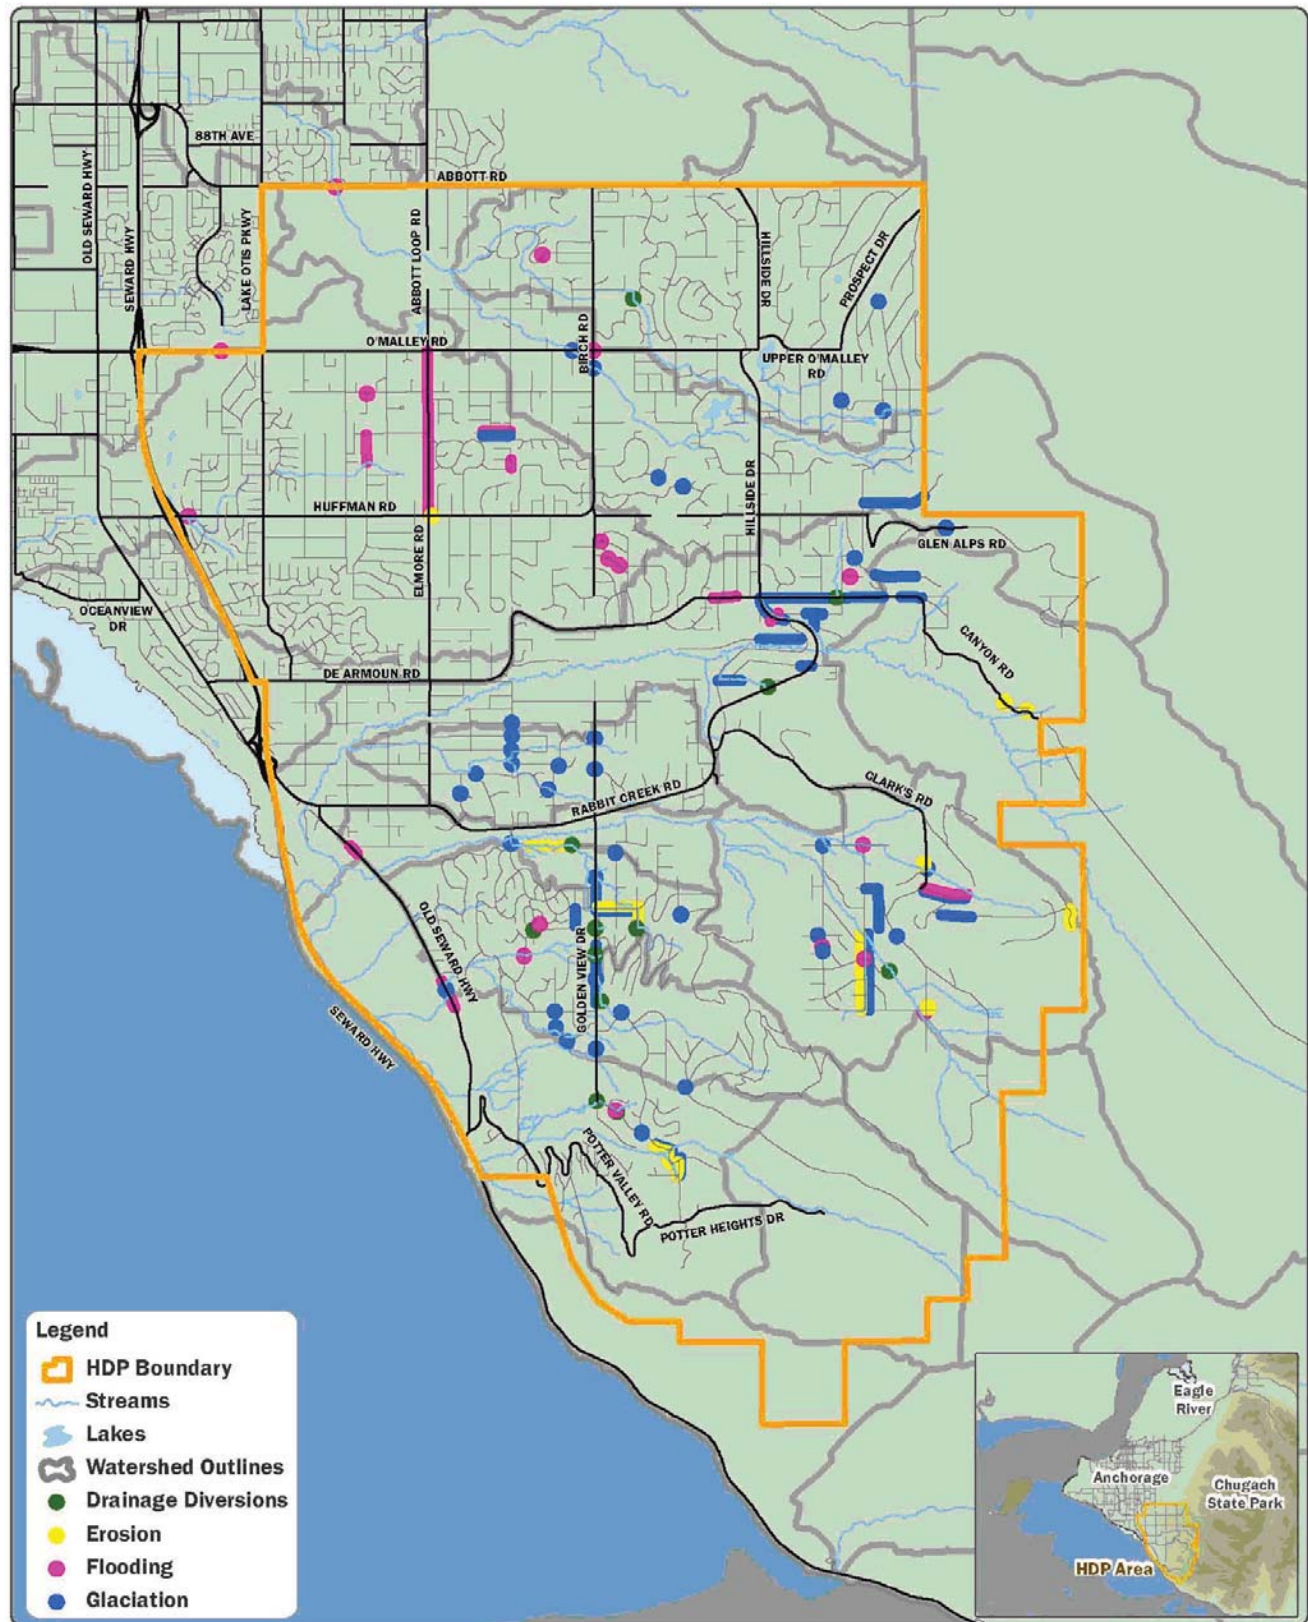 88TH AVE
ABBOTT RD
OLD SEWARD HWY
SEWARD HWY
LAKE OTIS PKWY
ABBOTT LOOP RD
HILLSIDE DR
PROSPECT DR
O'MALLEY RD
BIRCH RD
UPPER O'MALLEY
RD
HUFFMAN RD
HILLSIDE DR
GLEN ALPS RD
ELMORE RD
OCEANVIEW
DR
CANYON RD
DE ARMOUN RD
CLARK'S RD
RABBIT CREEK RD
OLD SEWARD HWY
GOLDEN VIEW DR
SEWARD HWY
POTTER VALLEY RD
POTTER HEIGHTS DR
Legend
HDP Boundary
Streams
Lakes
Watershed Outlines
Drainage Diversions
Erosion
Flooding
Glaciation
Eagle
River
Anchorage
Chugach
State Park
HDP Area